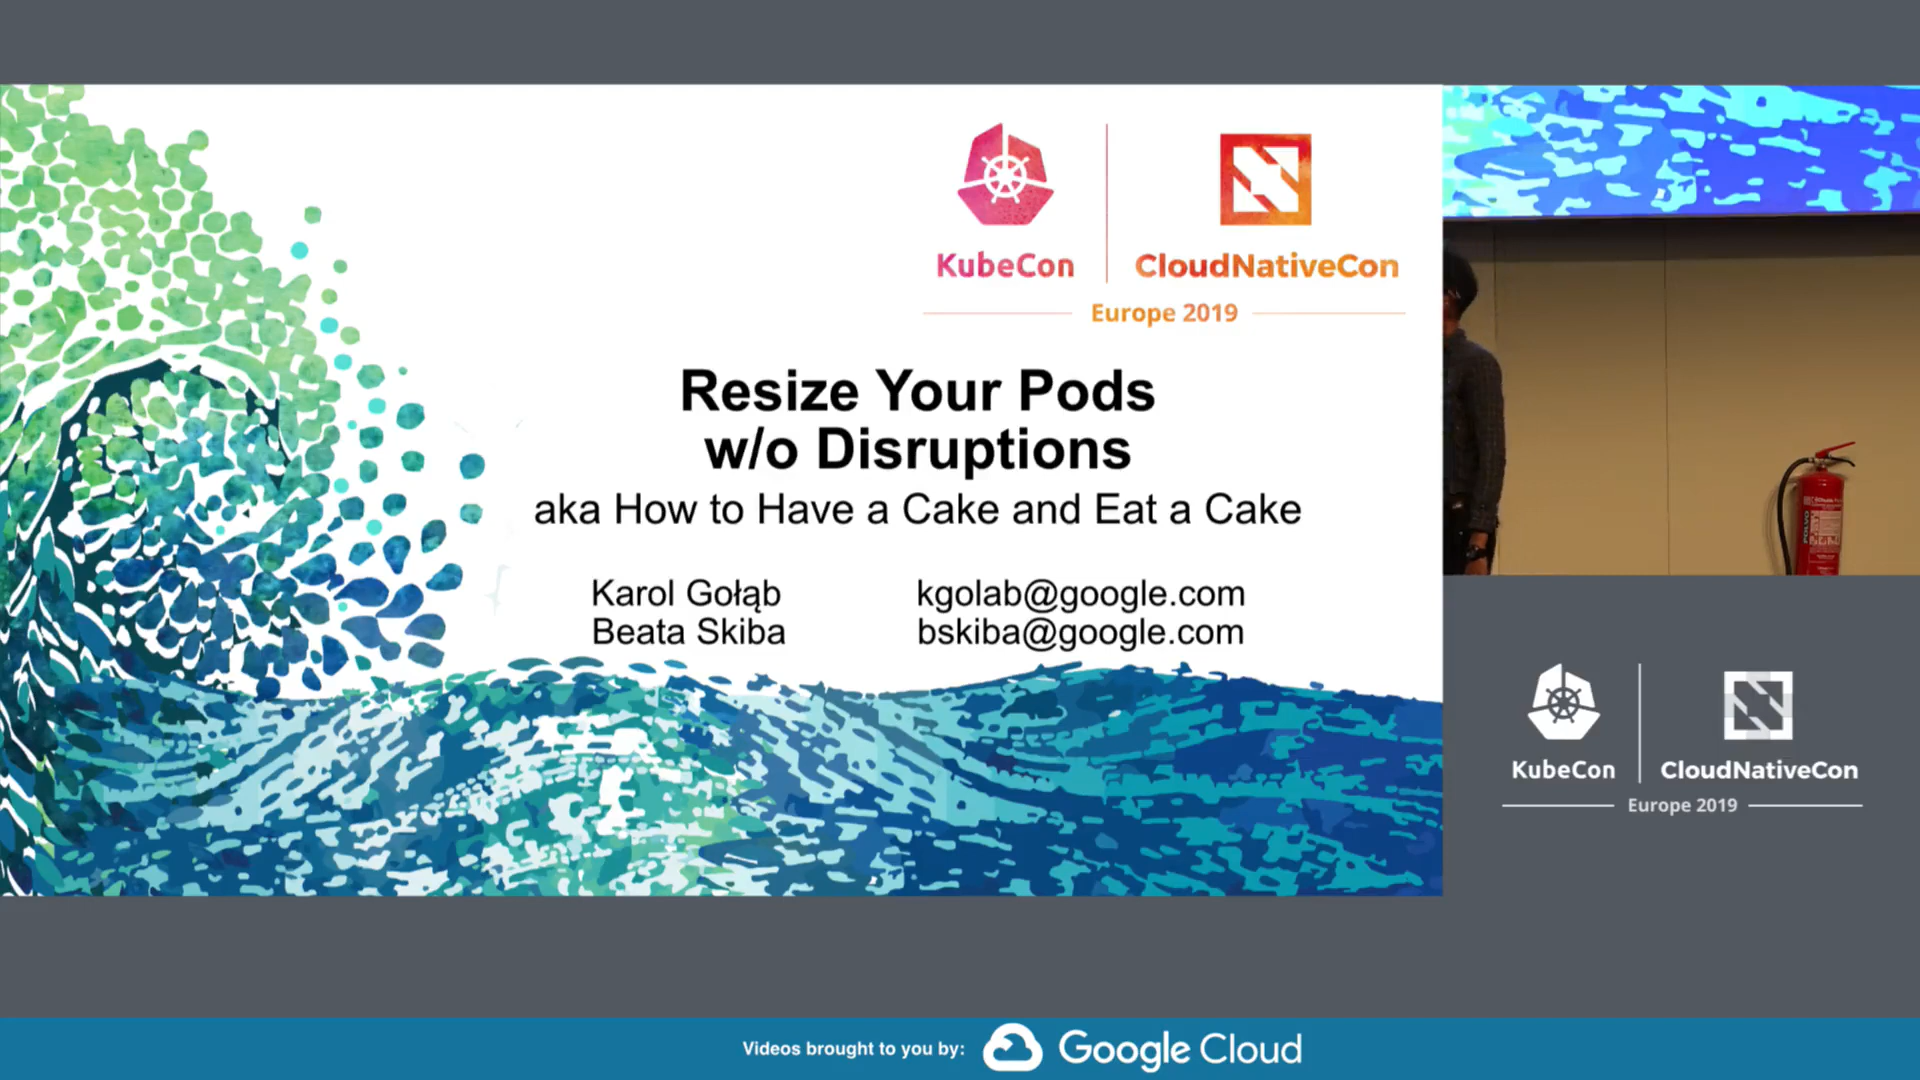 KubeCon
CloudNativeCon
Europe 2019
Resize Your Pods
w/o Disruptions
aka How to Have a Cake and Eat a Cake
Karol Gołąb kgolab@google.com
Beata Skiba bskiba@google.com
KubeCon
CloudNativeCon
Europe 2019
Videos brought to you by:
Google Cloud